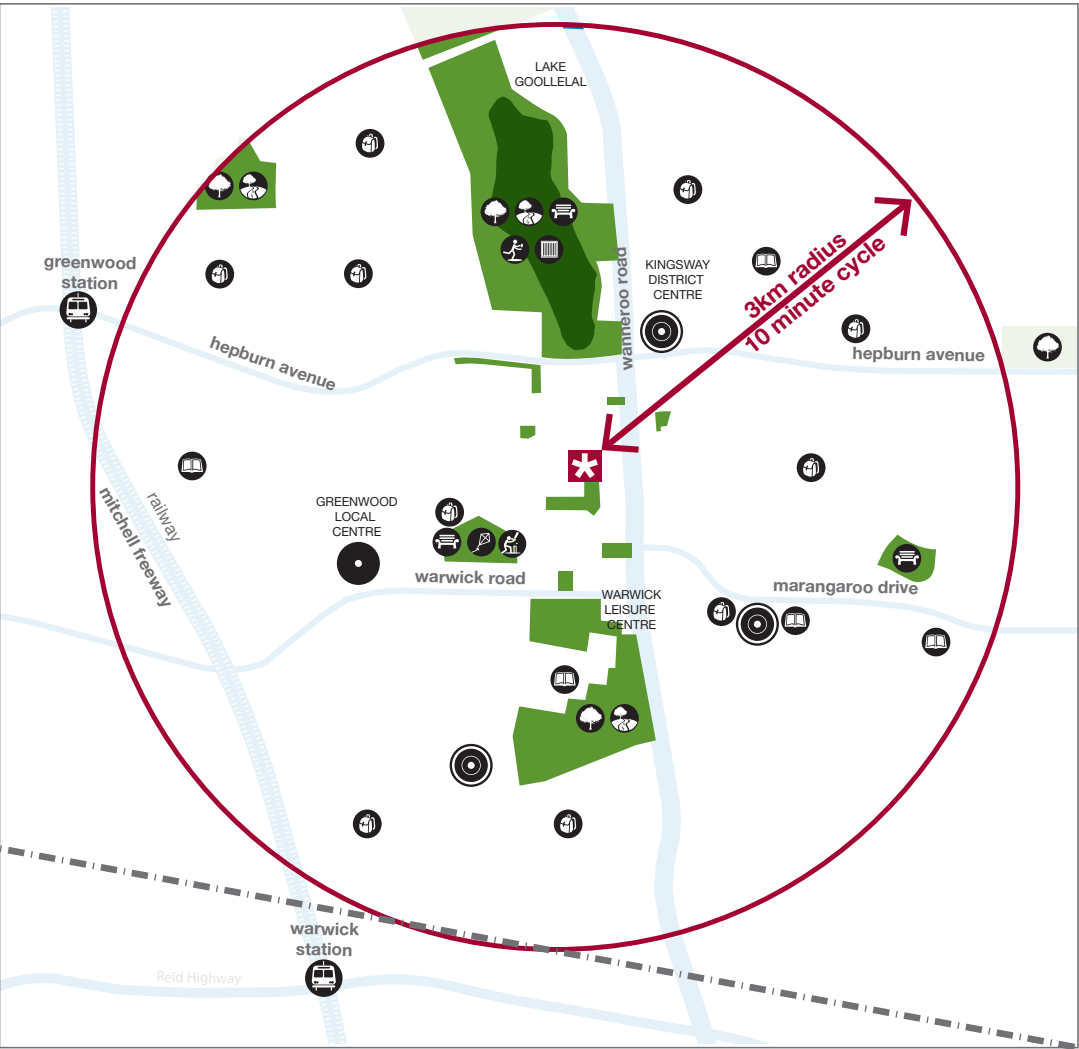 LAKE
GOOLLELAL
greenwood
station
wanneroo road
KINGSWAY
DISTRICT
CENTRE
3km radius
10 minute cycle
hepburn avenue
hepburn avenue
mitchell freeway
railway
GREENWOOD
LOCAL
CENTRE
warwick road
WARWICK
LEISURE
CENTRE
marangaroo drive
warwick
station
Reid Highway